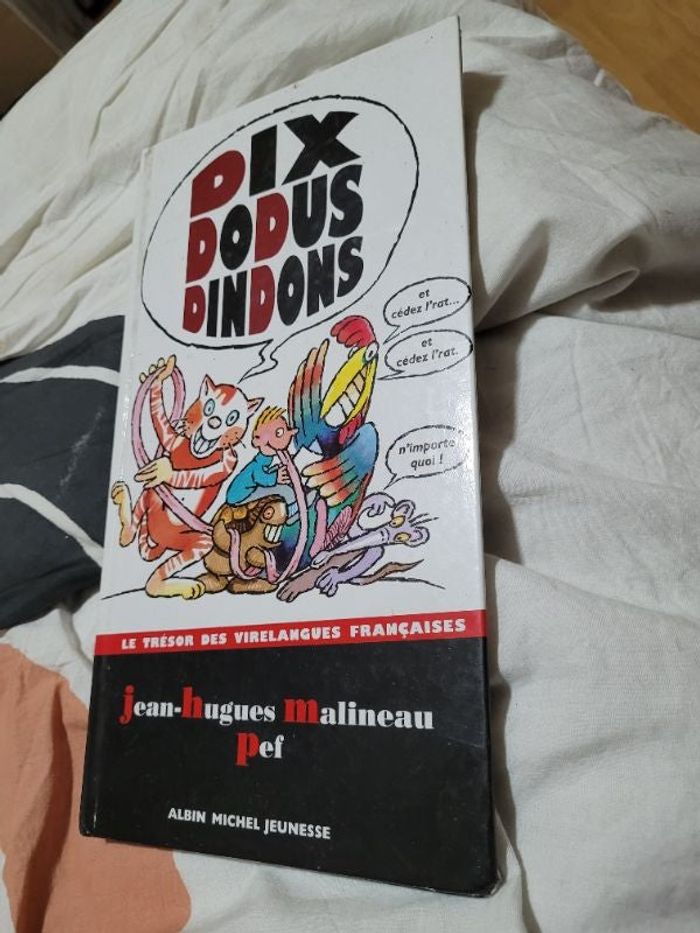 DIX
DODUS
DINDONS
et
cédez l'rat...
et
cédez l'rat.
n'importe
quoi !
LE TRÉSOR DES VIRELANGUES FRANÇAISES
jean-hugues malineau
pef
ALBIN MICHEL JEUNESSE